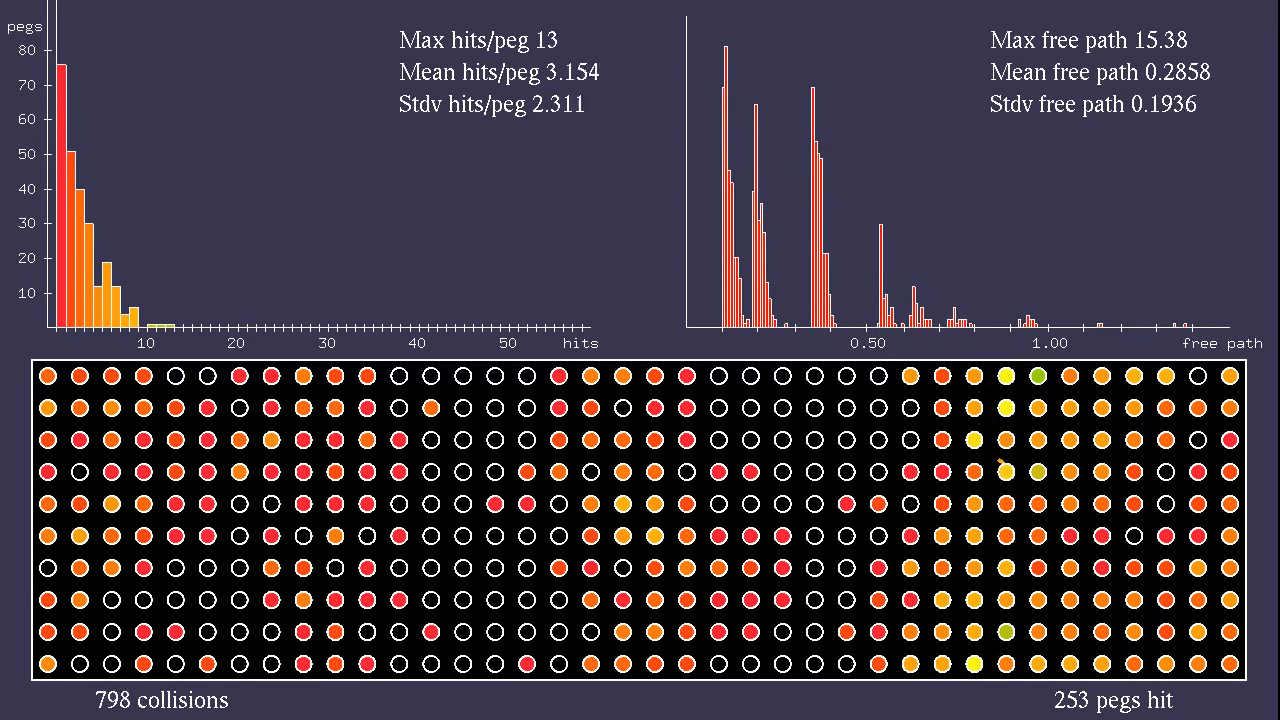 pegs
80
70
60
50
40
30
20
10
10 20 30 40 50 hits
Max hits/peg 13
Mean hits/peg 3.154
Stdv hits/peg 2.311
Max free path 15.38
Mean free path 0.2858
Stdv free path 0.1936
0.50 1.00 free path
798 collisions
253 pegs hit